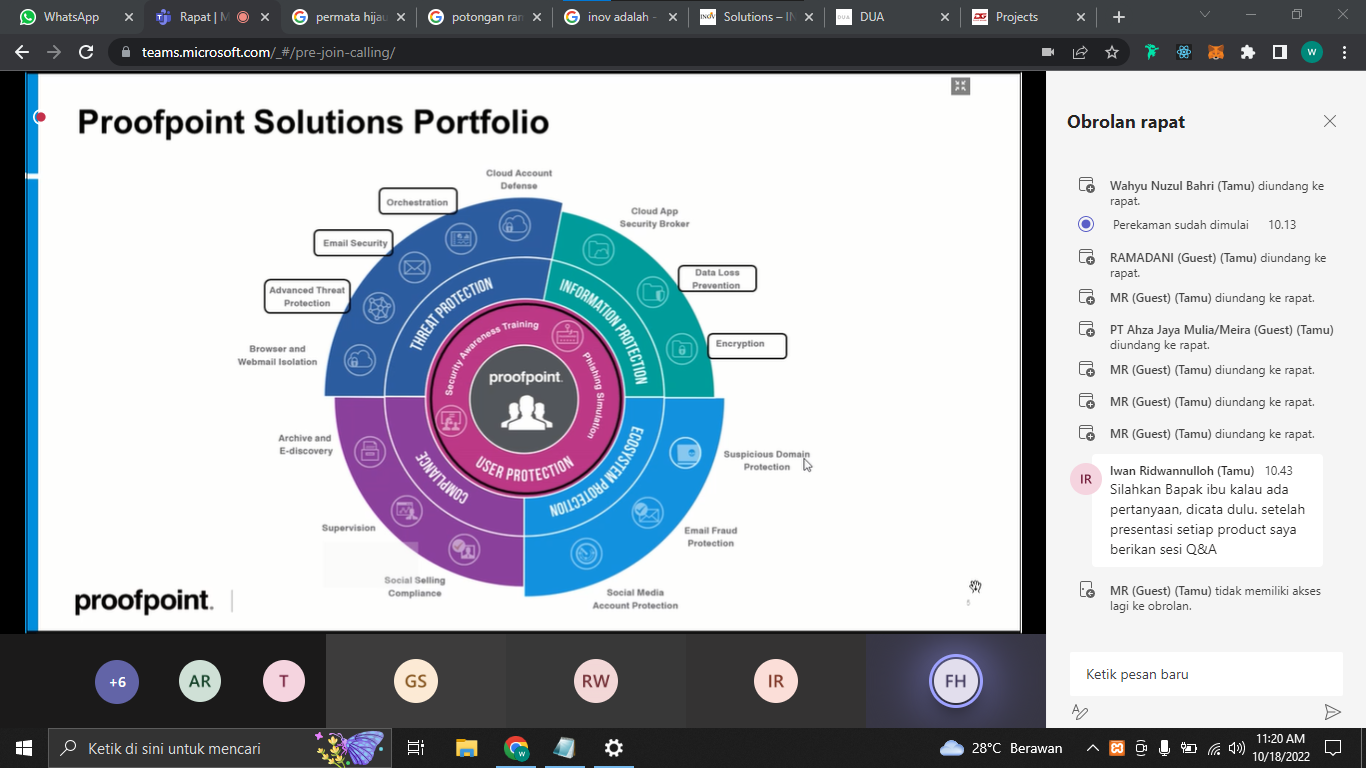 WhatsApp
Rapat | M
permata hijau
potongan ran
inov adalah -
INOV
Solutions – IN
DUA
DUA
DG
Projects
teams.microsoft.com/_#/pre-join-calling/
W
Proofpoint Solutions Portfolio
Cloud Account
Defense
Orchestration
Email Security
Advanced Threat
Protection
Browser and
Webmail Isolation
Cloud App
Security Broker
Data Loss
Prevention
Encryption
THREAT PROTECTION
INFORMATION PROTECTION
Security Awareness Training
Phishing Simulation
proofpoint.
USER PROTECTION
COMPLIANCE
ECOSYSTEM PROTECTION
Archive and
E-discovery
Supervision
Social Selling
Compliance
Suspicious Domain
Protection
Email Fraud
Protection
Social Media
Account Protection
proofpoint.
Obrolan rapat
Wahyu Nuzul Bahri (Tamu) diundang ke
rapat.
Perekaman sudah dimulai 10.13
RAMADANI (Guest) (Tamu) diundang ke
rapat.
MR (Guest) (Tamu) diundang ke rapat.
PT Ahza Jaya Mulia/Meira (Guest) (Tamu)
diundang ke rapat.
MR (Guest) (Tamu) diundang ke rapat.
MR (Guest) (Tamu) diundang ke rapat.
MR (Guest) (Tamu) diundang ke rapat.
IR
Iwan Ridwannulloh (Tamu) 10.43
Silahkan Bapak ibu kalau ada
pertanyaan, dicata dulu. setelah
presentasi setiap product saya
berikan sesi Q&A
MR (Guest) (Tamu) tidak memiliki akses
lagi ke obrolan.
Ketik pesan baru
+6
AR
T
GS
RW
IR
FH
Ketik di sini untuk mencari
28°C Berawan
11:20 AM
10/18/2022